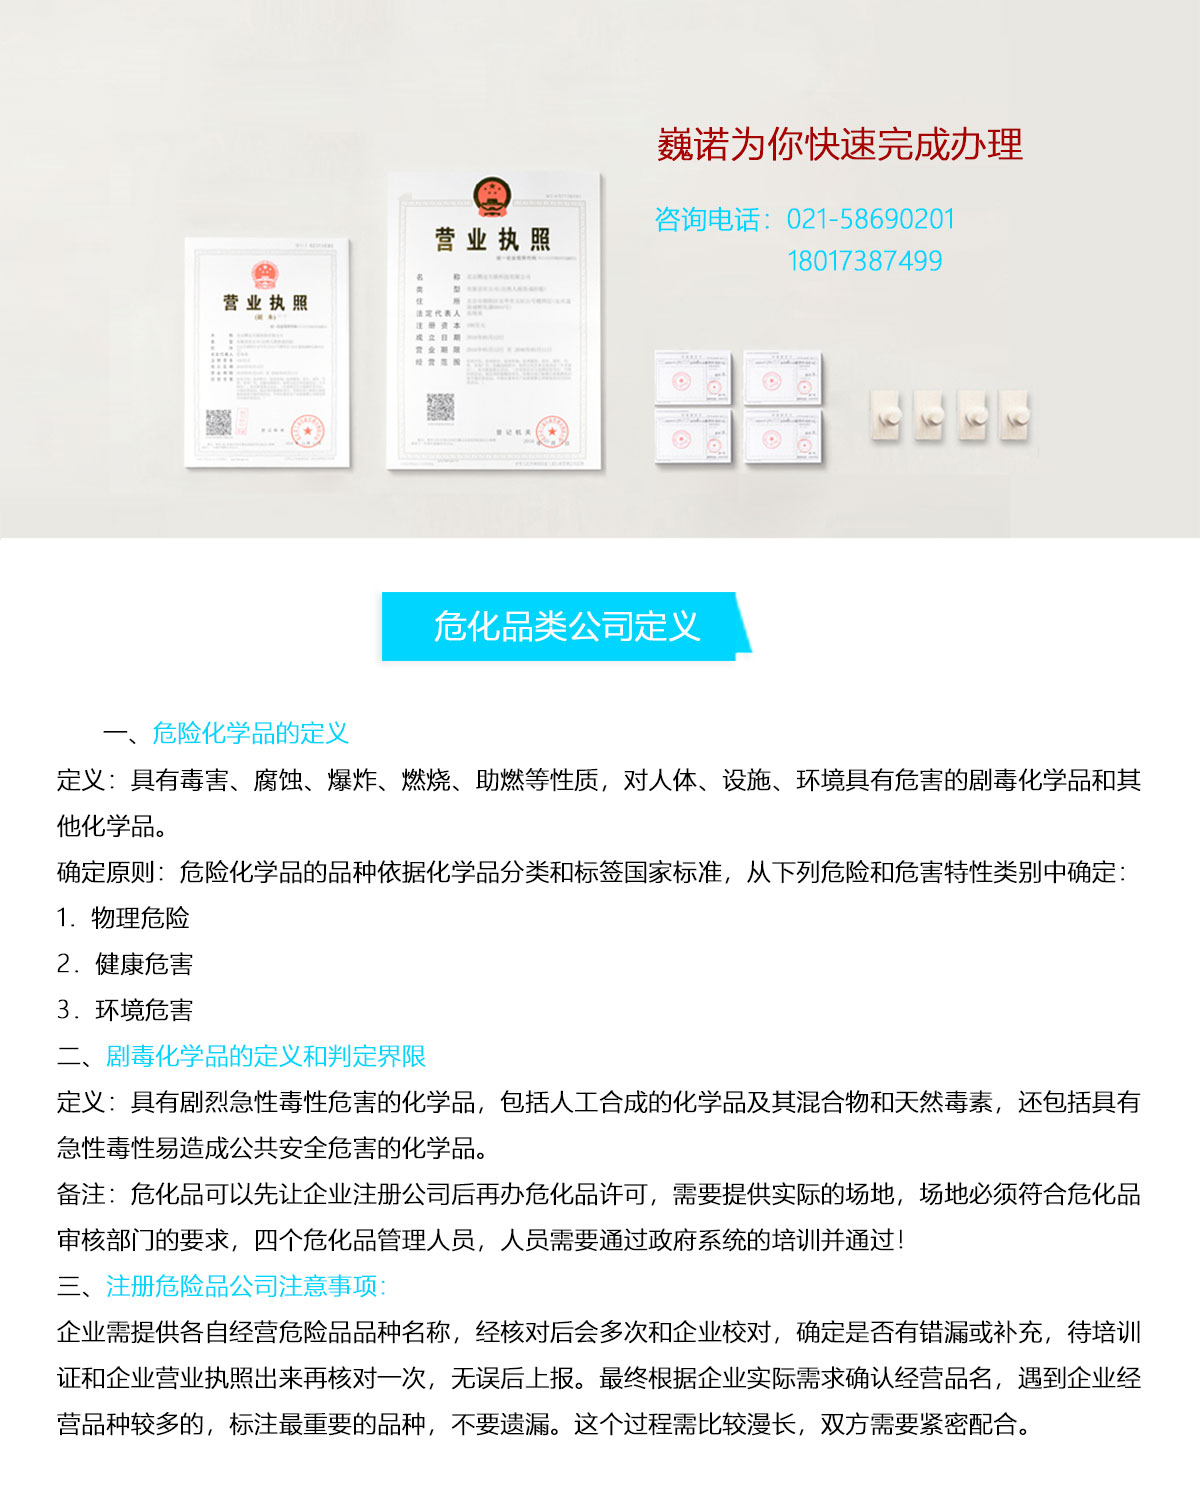 巍诺为你快速完成办理
咨询电话：021-58690201
18017387499
营业执照
(副 本)
营业执照
名 称
类 型
住 所
法定代表人
注 册 资 本
成 立 日 期
营 业 期 限
经 营 范 围
登 记 机 关
危化品类公司定义
一、危险化学品的定义
定义：具有毒害、腐蚀、爆炸、燃烧、助燃等性质，对人体、设施、环境具有危害的剧毒化学品和其
他化学品。
确定原则：危险化学品的品种依据化学品分类和标签国家标准，从下列危险和危害特性类别中确定：
1. 物理危险
2. 健康危害
3. 环境危害
二、剧毒化学品的定义和判定界限
定义：具有剧烈急性毒性危害的化学品，包括人工合成的化学品及其混合物和天然毒素，还包括具有
急性毒性易造成公共安全危害的化学品。
备注：危化品可以先让企业注册公司后再办危化品许可，需要提供实际的场地，场地必须符合危化品
审核部门的要求，四个危化品管理人员，人员需要通过政府系统的培训并通过！
三、注册危险品公司注意事项：
企业需提供各自经营危险品品种名称，经核对后会多次和企业校对，确定是否有错漏或补充，待培训
证和企业营业执照出来再核对一次，无误后上报。最终根据企业实际需求确认经营品名，遇到企业经
营品种较多的，标注最重要的品种，不要遗漏。这个过程需比较漫长，双方需要紧密配合。